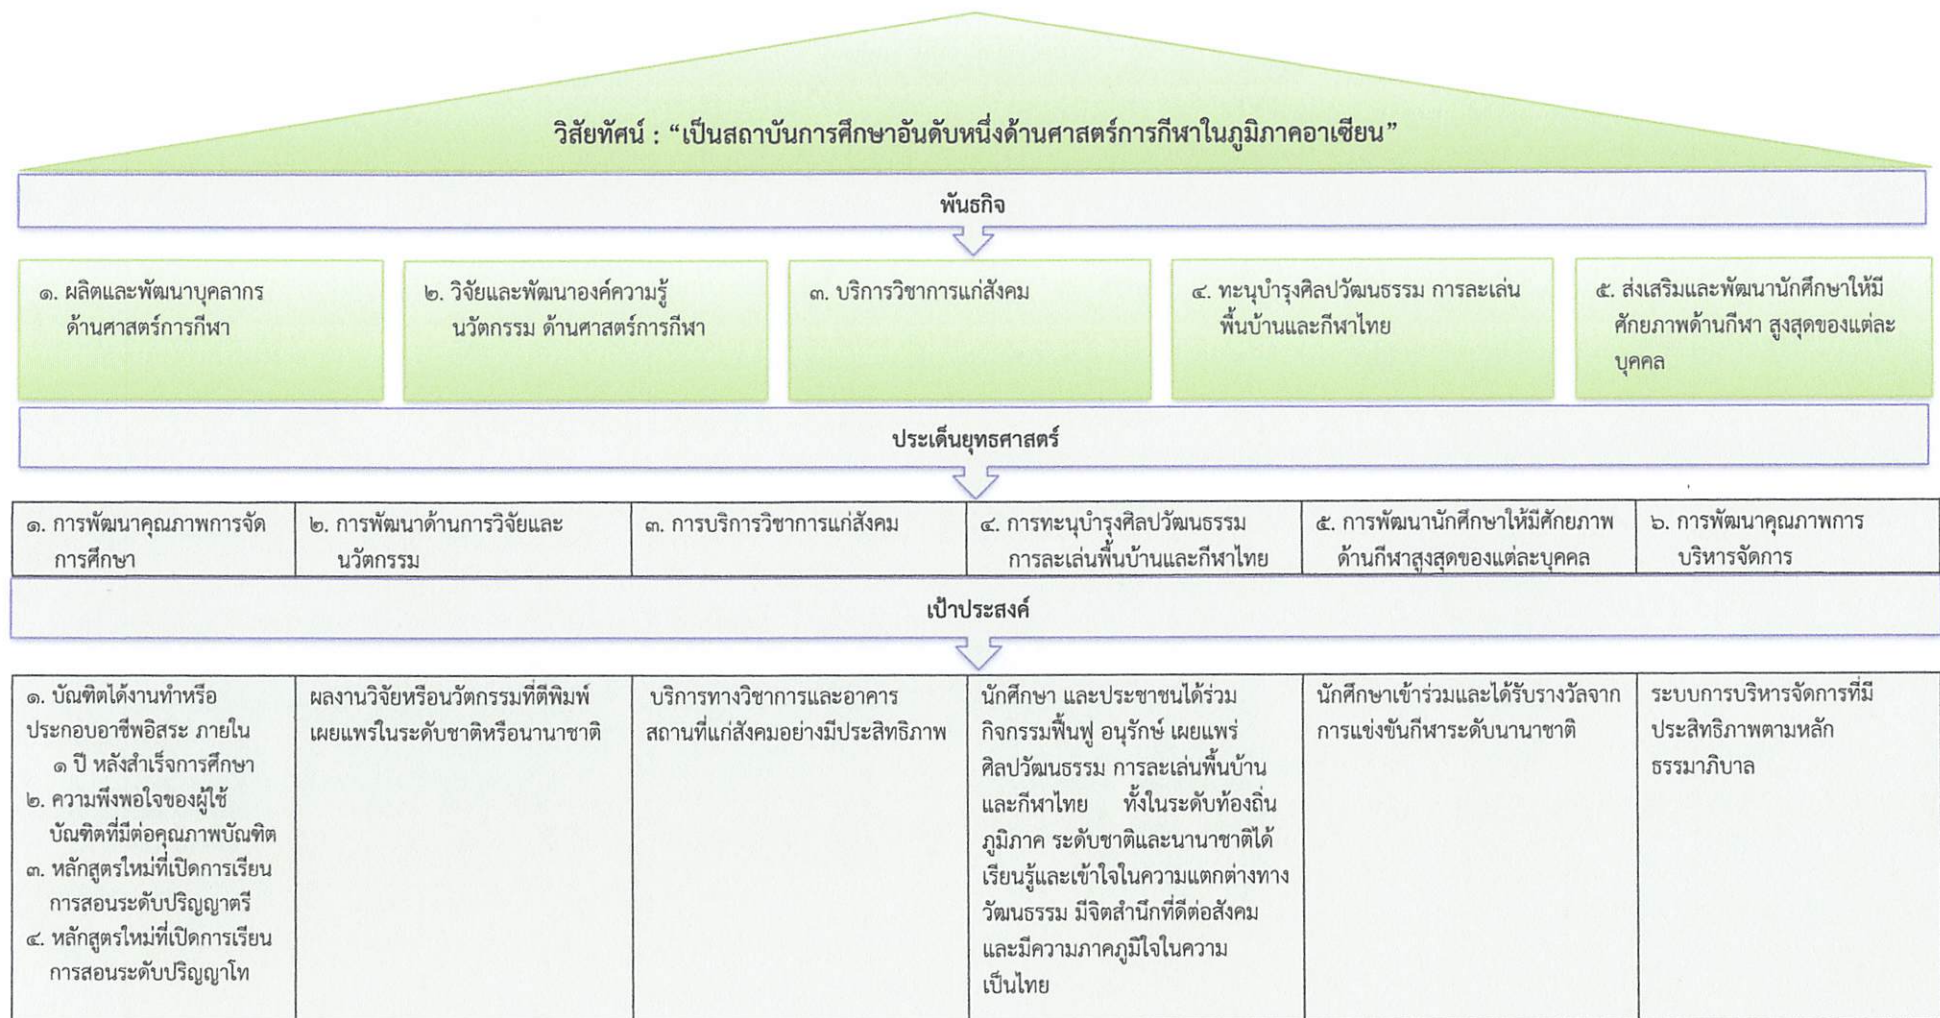 วิสัยทัศน์ : “เป็นสถาบันการศึกษาอันดับหนึ่งด้านศาสตร์การกีฬาในภูมิภาคอาเซียน”
พันธกิจ
๑. ผลิตและพัฒนาบุคลากร
ด้านศาสตร์การกีฬา
๒. วิจัยและพัฒนาองค์ความรู้
นวัตกรรม ด้านศาสตร์การกีฬา
๓. บริการวิชาการแก่สังคม
๔. ทะนุบำรุงศิลปวัฒนธรรม การละเล่น
พื้นบ้านและกีฬาไทย
๕. ส่งเสริมและพัฒนานักศึกษาให้มี
ศักยภาพด้านกีฬา สูงสุดของแต่ละ
บุคคล
ประเด็นยุทธศาสตร์
๑. การพัฒนาคุณภาพการจัด
การศึกษา
๒. การพัฒนาด้านการวิจัยและ
นวัตกรรม
๓. การบริการวิชาการแก่สังคม
๔. การทะนุบำรุงศิลปวัฒนธรรม
การละเล่นพื้นบ้านและกีฬาไทย
๕. การพัฒนานักศึกษาให้มีศักยภาพ
ด้านกีฬาสูงสุดของแต่ละบุคคล
๖. การพัฒนาคุณภาพการ
บริหารจัดการ
เป้าประสงค์
๑. บัณฑิตได้งานทำหรือ
ประกอบอาชีพอิสระ ภายใน
๑ ปี หลังสำเร็จการศึกษา
๒. ความพึงพอใจของผู้ใช้
บัณฑิตที่มีต่อคุณภาพบัณฑิต
๓. หลักสูตรใหม่ที่เปิดการเรียน
การสอนระดับปริญญาตรี
๔. หลักสูตรใหม่ที่เปิดการเรียน
การสอนระดับปริญญาโท
ผลงานวิจัยหรือนวัตกรรมที่ตีพิมพ์
เผยแพร่ในระดับชาติหรือนานาชาติ
บริการทางวิชาการและอาคาร
สถานที่แก่สังคมอย่างมีประสิทธิภาพ
นักศึกษา และประชาชนได้ร่วม
กิจกรรมฟื้นฟู อนุรักษ์ เผยแพร่
ศิลปวัฒนธรรม การละเล่นพื้นบ้าน
และกีฬาไทย ทั้งในระดับท้องถิ่น
ภูมิภาค ระดับชาติและนานาชาติได้
เรียนรู้และเข้าใจในความแตกต่างทาง
วัฒนธรรม มีจิตสำนึกที่ดีต่อสังคม
และมีความภาคภูมิใจในความ
เป็นไทย
นักศึกษาเข้าร่วมและได้รับรางวัลจาก
การแข่งขันกีฬาระดับนานาชาติ
ระบบการบริหารจัดการที่มี
ประสิทธิภาพตามหลัก
ธรรมาภิบาล